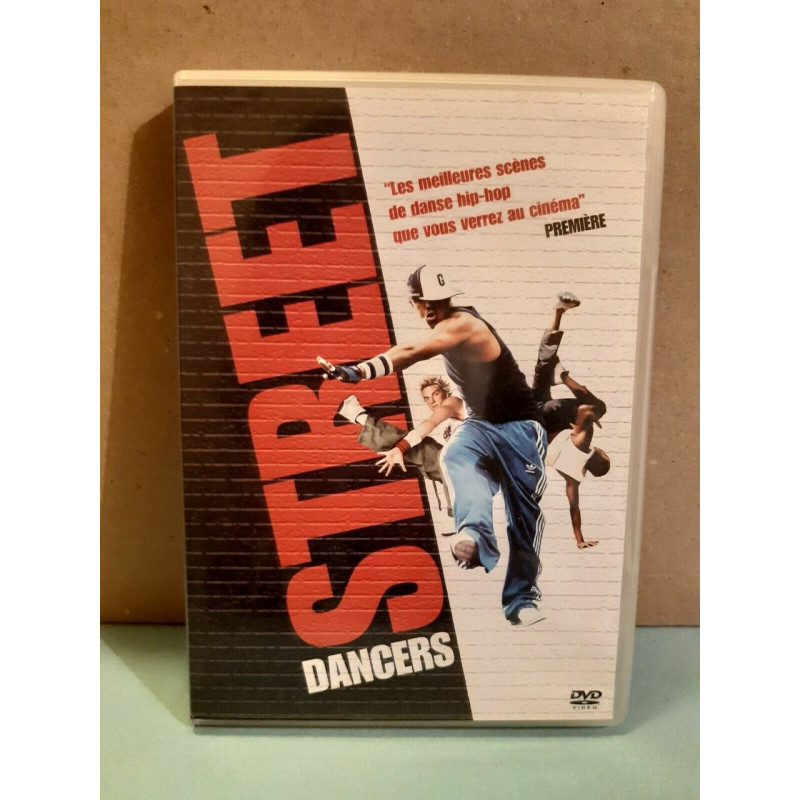 STREET
DANCERS
"Les meilleures scènes
de danse hip-hop
que vous verrez au cinéma"
PREMIÈRE
G
DVD
VIDEO